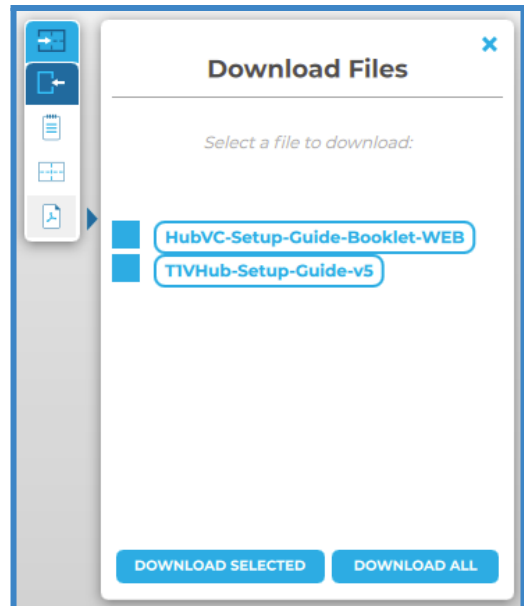 Download Files
Select a file to download:
HubVC-Setup-Guide-Booklet-WEB
T1VHub-Setup-Guide-v5
DOWNLOAD SELECTED
DOWNLOAD ALL